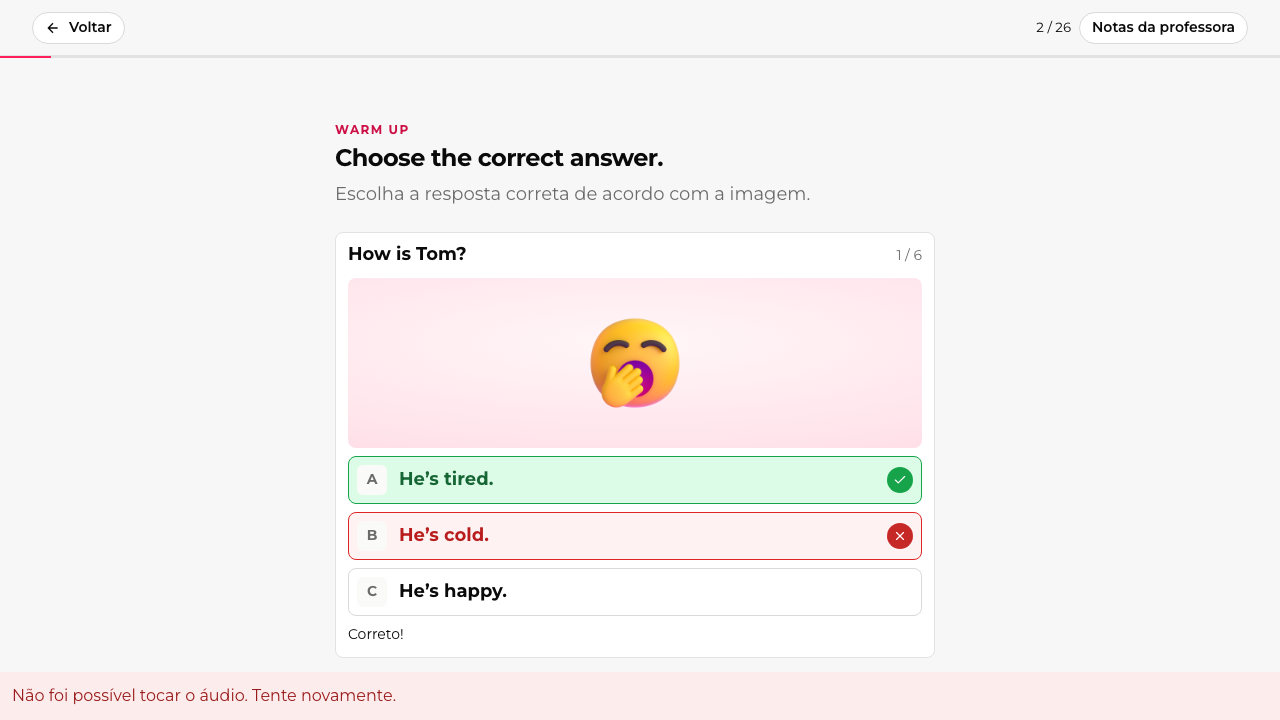 Voltar
2 / 26
Notas da professora
WARM UP
Choose the correct answer.
Escolha a resposta correta de acordo com a imagem.
How is Tom?
1 / 6
A
He’s tired.
B
He’s cold.
C
He’s happy.
Correto!
Não foi possível tocar o áudio. Tente novamente.